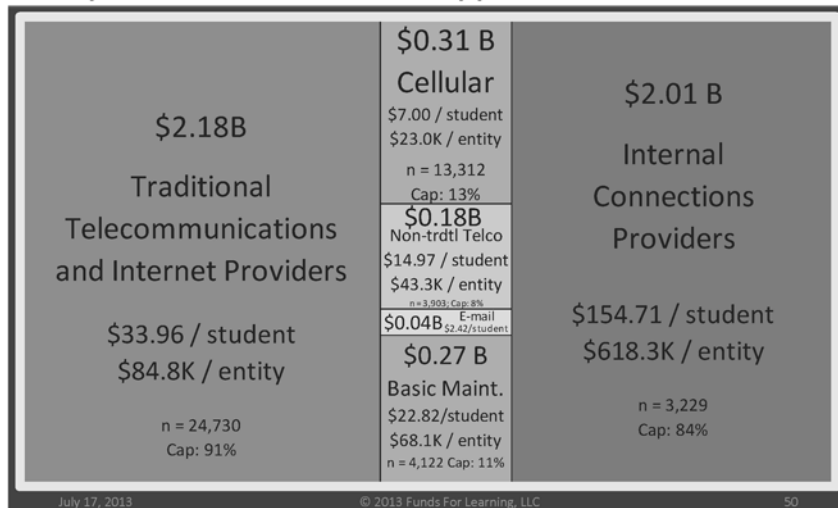 $2.18B
Traditional
Telecommunications
and Internet Providers
$33.96 / student
$84.8K / entity
n = 24,730
Cap: 91%
$0.31 B
Cellular
$7.00 / student
$23.0K / entity
n = 13,312
Cap: 13%
$0.18B
Non-trdtl Telco
$14.97 / student
$43.3K / entity
n=3,903; Cap: 8%
$0.04B E-mail
$2.42/student
$0.27 B
Basic Maint.
$22.82/student
$68.1K / entity
n = 4,122 Cap: 11%
$2.01 B
Internal
Connections
Providers
$154.71 / student
$618.3K / entity
n = 3,229
Cap: 84%
July 17, 2013
© 2013 Funds For Learning, LLC
50